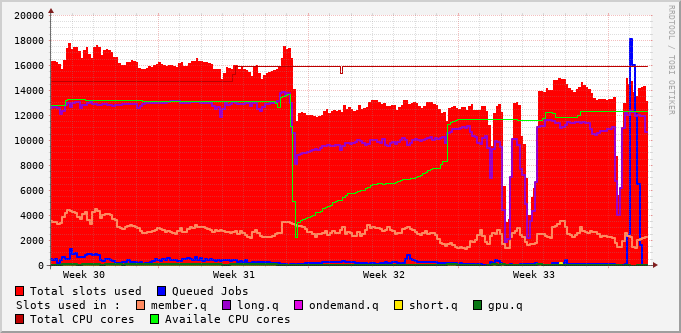 20000
18000
16000
14000
12000
10000
8000
6000
4000
2000
0
Week 30 Week 31 Week 32 Week 33
Total slots used Queued Jobs
Slots used in : member.q long.q ondemand.q short.q gpu.q
Total CPU cores Availale CPU cores
RRDTOOL / TOBI OETIKER